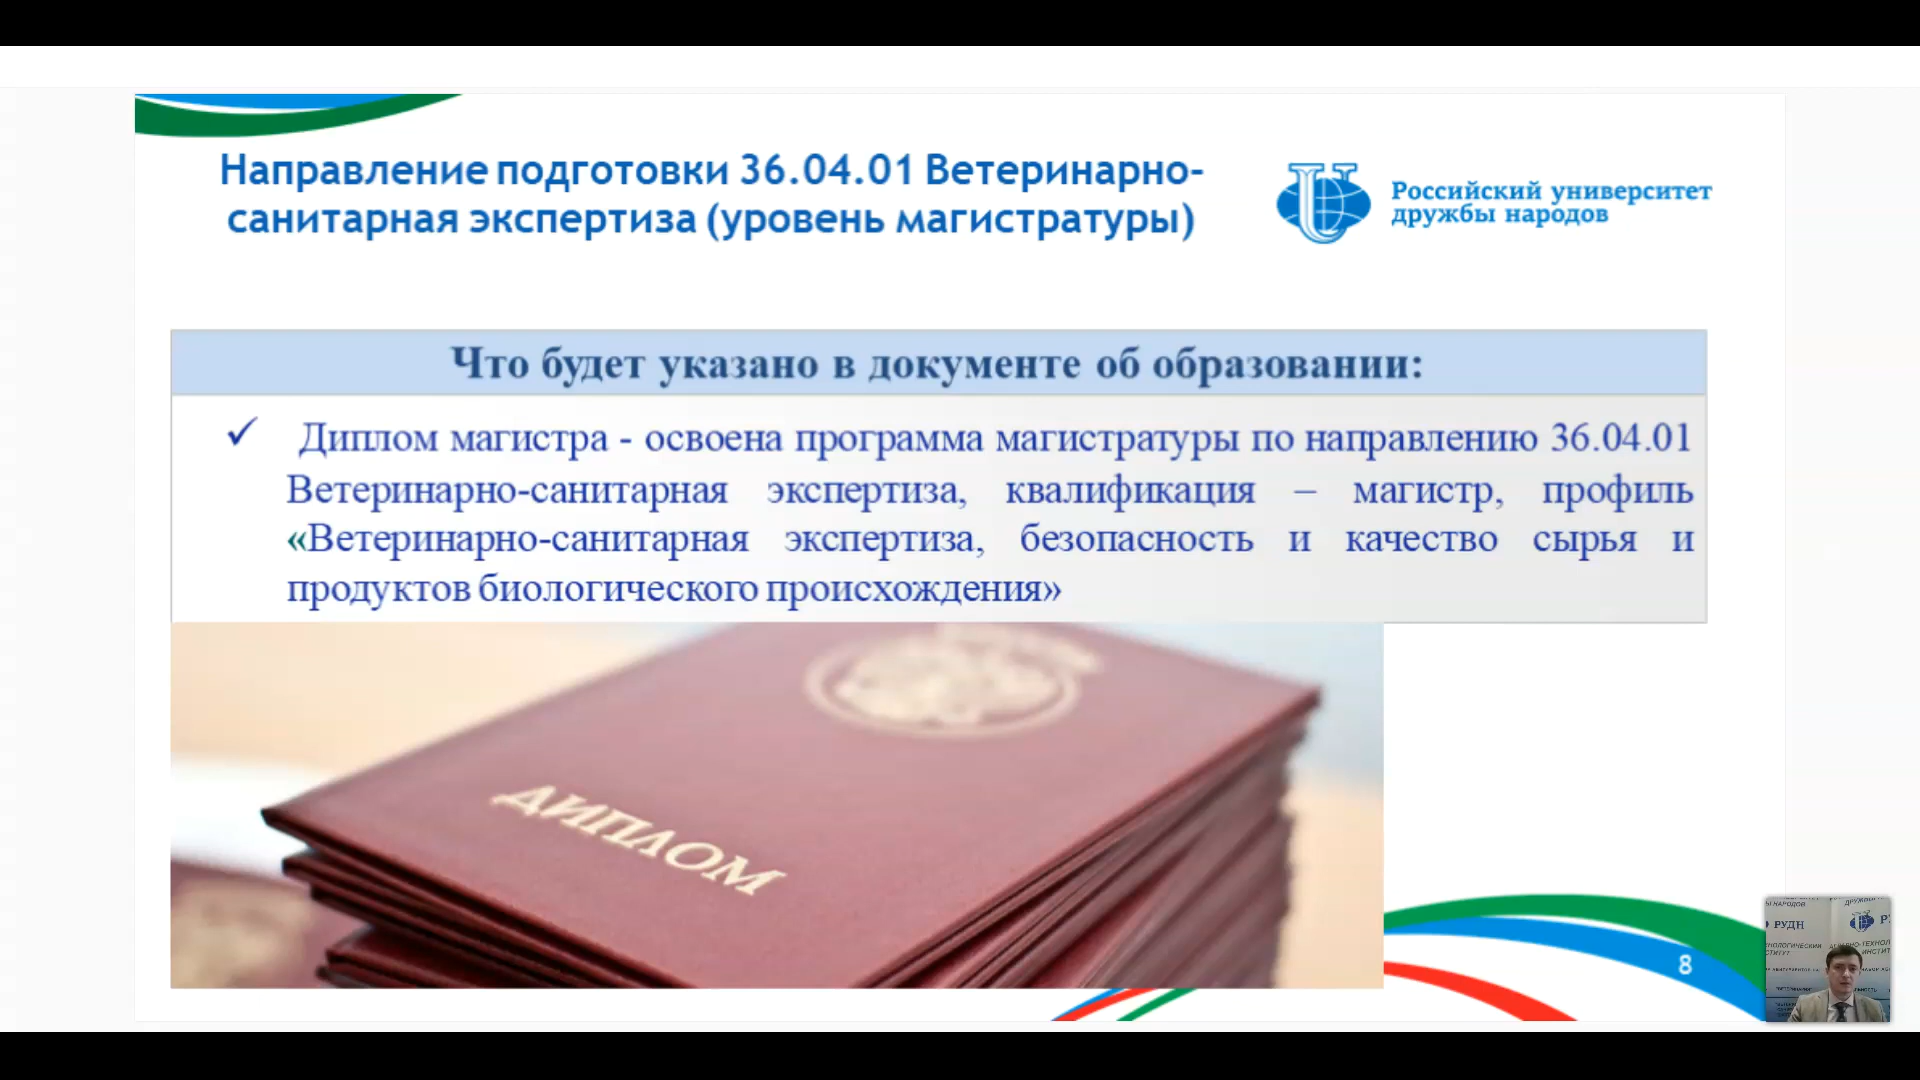 Направление подготовки 36.04.01 Ветеринарно-
санитарная экспертиза (уровень магистратуры)
Российский университет
дружбы народов
Что будет указано в документе об образовании:
✓ Диплом магистра - освоена программа магистратуры по направлению 36.04.01
Ветеринарно-санитарная экспертиза, квалификация – магистр, профиль
«Ветеринарно-санитарная экспертиза, безопасность и качество сырья и
продуктов биологического происхождения»
ДИПЛОМ
8
РУДН